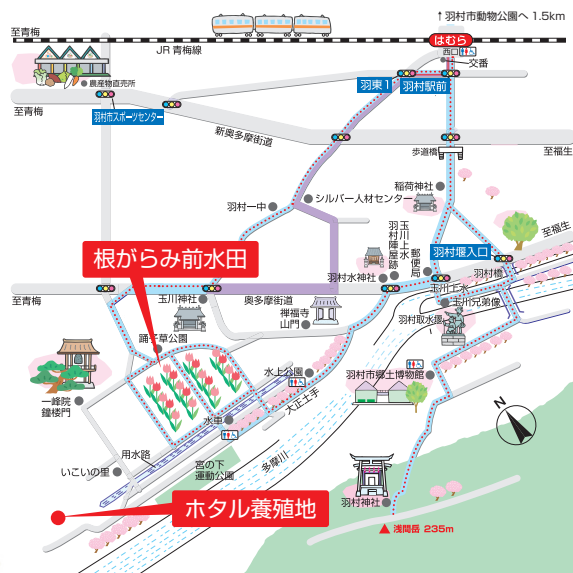 至青梅
↑羽村市動物公園へ 1.5km
はむら
西口
交番
JR 青梅線
農産物直売所
羽東1
羽村駅前
至青梅
羽村市スポーツセンター
新奥多摩街道
歩道橋
至福生
稲荷神社
シルバー人材センター
羽村一中
玉川上水
羽村陣屋跡
郵便局
至福生
羽村堰入口
根がらみ前水田
羽村水神社
羽村橋
玉川上水
至青梅
玉川神社
奥多摩街道
禅福寺
山門
玉川兄弟像
羽村取水堰
踊子草公園
水上公園
羽村市郷土博物館
一峰院
鐘楼門
大正土手
水車
N
用水路
いこいの里
宮の下
運動公園
多摩川
ホタル養殖地
羽村神社
▲ 浅間岳 235m